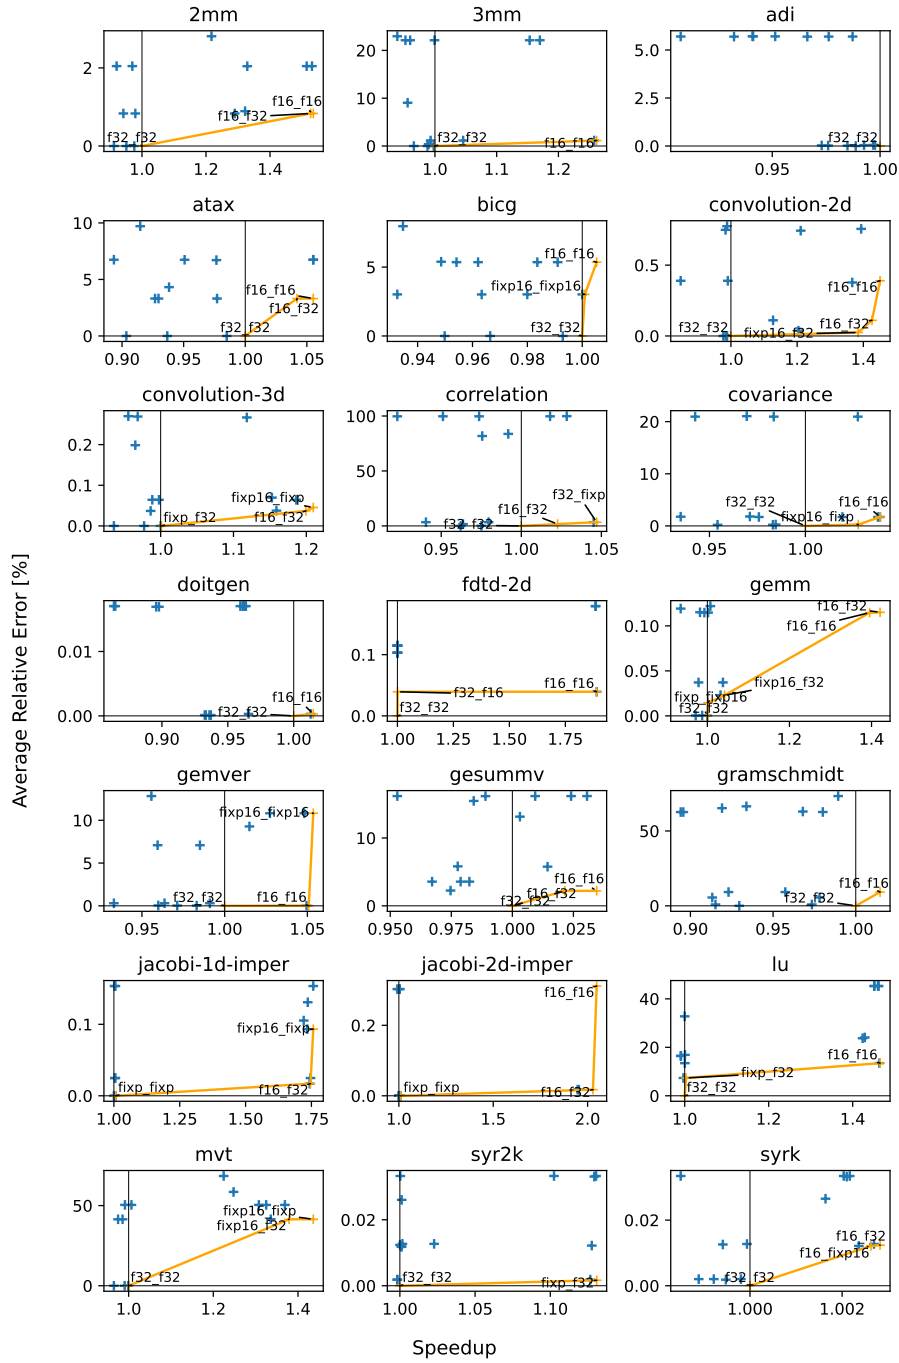 2mm
2
0
f16_f16
f16_f32
f32_f32
1.0
1.2
1.4
3mm
20
10
0
f32_f32
f16_f16
1.0
1.1
1.2
adi
5.0
2.5
0.0
f32_f32
0.95
1.00
atax
10
5
0
f16_f16
f16_f32
f32_f32
0.90
0.95
1.00
1.05
bicg
5
0
f16_f16
fixp16_fixp16
f32_f32
0.94
0.96
0.98
1.00
convolution-2d
0.5
0.0
f16_f16
f16_f32
f32_f32
fixp16_f32
1.0
1.2
1.4
convolution-3d
0.2
0.1
0.0
fixp16_fixp
fixp_f32
f16_f32
1.0
1.1
1.2
correlation
100
50
0
f32_fixp
f16_f32
f32_f32
0.95
1.00
1.05
covariance
20
10
0
f32_f32
f16_f16
fixp16_fixp
0.95
1.00
Average Relative Error [%]
doitgen
0.01
0.00
f16_f16
f32_f32
0.90
0.95
1.00
fdtd-2d
0.1
0.0
f16_f16
f32_f16
f32_f32
1.00
1.25
1.50
1.75
gemm
0.10
0.05
0.00
f16_f32
f16_f16
fixp16_f32
fixp_fixp16
f32_f32
1.0
1.2
1.4
gemver
10
5
0
fixp16_fixp16
f32_f32
f16_f16
0.95
1.00
1.05
gesummv
10
0
f16_f16
f16_f32
f32_f32
0.950
0.975
1.000
1.025
gramschmidt
50
0
f16_f16
f32_f32
0.90
0.95
1.00
jacobi-1d-imper
0.1
0.0
fixp16_fixp
fixp_fixp
f16_f32
1.00
1.25
1.50
1.75
jacobi-2d-imper
0.2
0.0
f16_f16
fixp_fixp
f16_f32
1.0
1.5
2.0
lu
40
20
0
f16_f16
fixp_f32
f32_f32
1.0
1.2
1.4
mvt
50
0
fixp16_fixp
fixp16_f32
f32_f32
1.0
1.2
1.4
syr2k
0.02
0.00
f32_f32
fixp_f32
1.00
1.05
1.10
syrk
0.02
0.00
f16_f32
f16_fixp16
f32_f32
1.000
1.002
Speedup